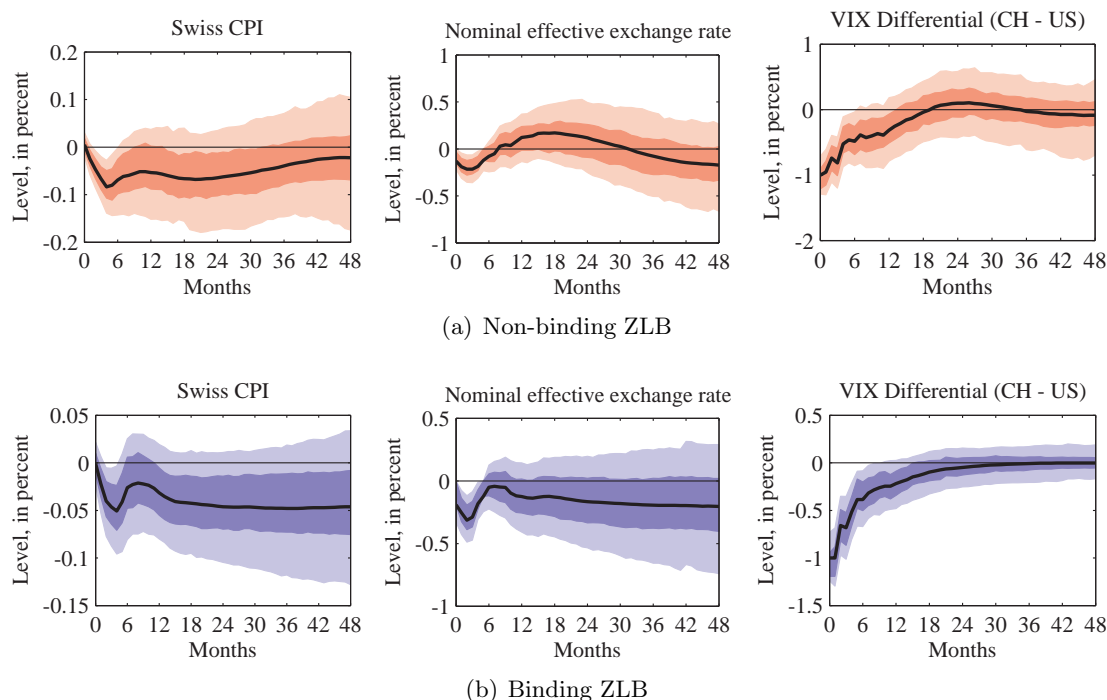 Swiss CPI
Nominal effective exchange rate
VIX Differential (CH - US)
Level, in percent
0.2
0.1
0
-0.1
-0.2
0 6 12 18 24 30 36 42 48
Months
Level, in percent
1
0.5
0
-0.5
-1
0 6 12 18 24 30 36 42 48
Months
Level, in percent
1
0
-1
-2
0 6 12 18 24 30 36 42 48
Months
(a) Non-binding ZLB
Swiss CPI
Nominal effective exchange rate
VIX Differential (CH - US)
Level, in percent
0.05
0
-0.05
-0.1
-0.15
0 6 12 18 24 30 36 42 48
Months
Level, in percent
0.5
0
-0.5
-1
0 6 12 18 24 30 36 42 48
Months
Level, in percent
0.5
0
-0.5
-1
-1.5
0 6 12 18 24 30 36 42 48
Months
(b) Binding ZLB